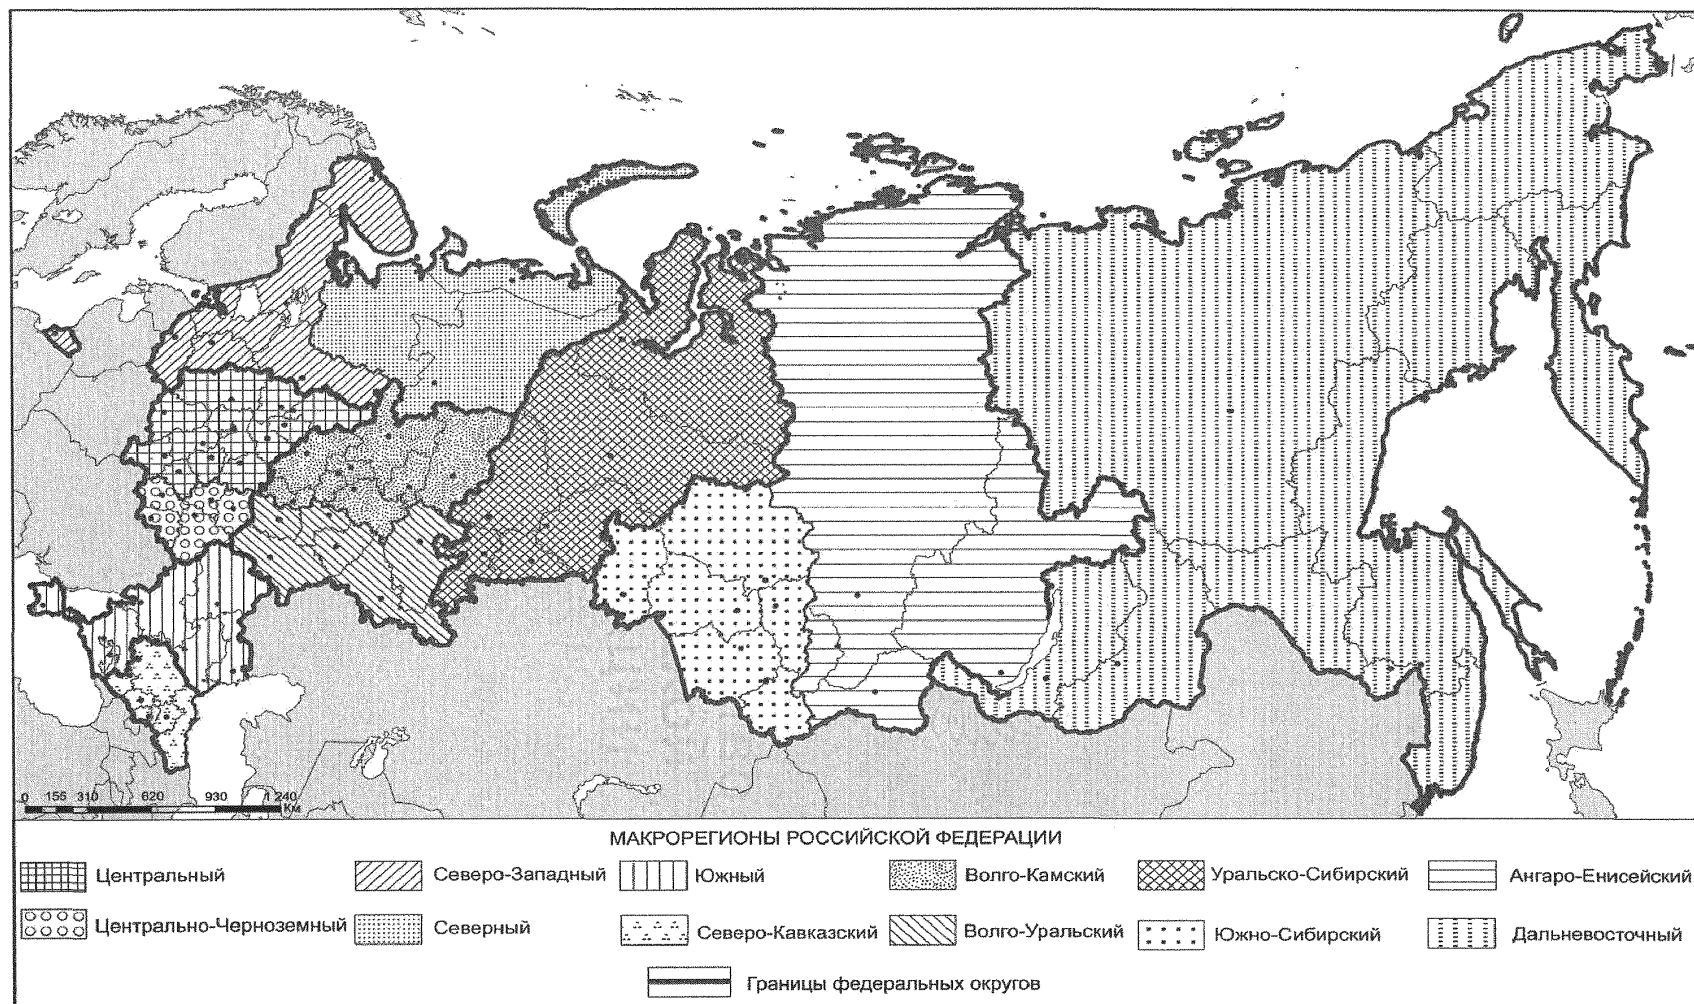 0 155 310 620 930 1 240
Км
МАКРОРЕГИОНЫ РОССИЙСКОЙ ФЕДЕРАЦИИ
Центральный Северо-Западный Южный Волго-Камский Уральско-Сибирский Ангаро-Енисейский
Центрально-Черноземный Северный Северо-Кавказский Волго-Уральский Южно-Сибирский Дальневосточный
Границы федеральных округов